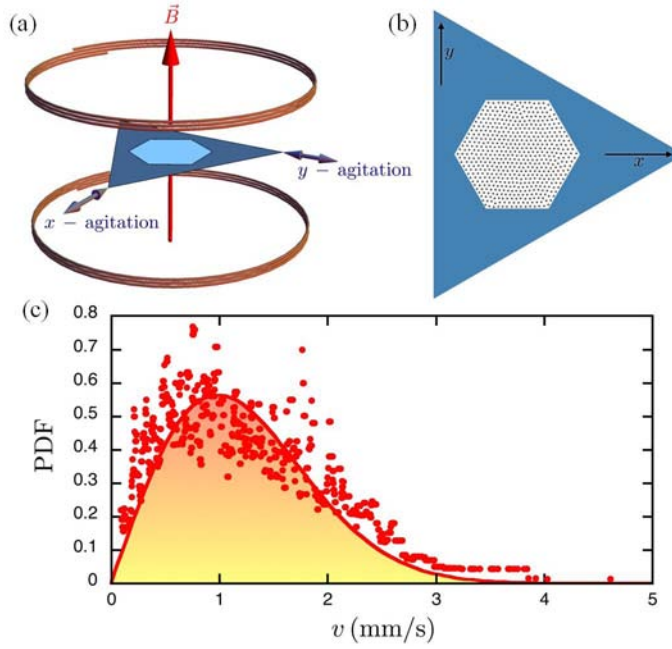 (a)
B
y - agitation
x - agitation
(b)
y
x
(c)
PDF
0.8
0.7
0.6
0.5
0.4
0.3
0.2
0.1
0
0 1 2 3 4 5
v (mm/s)